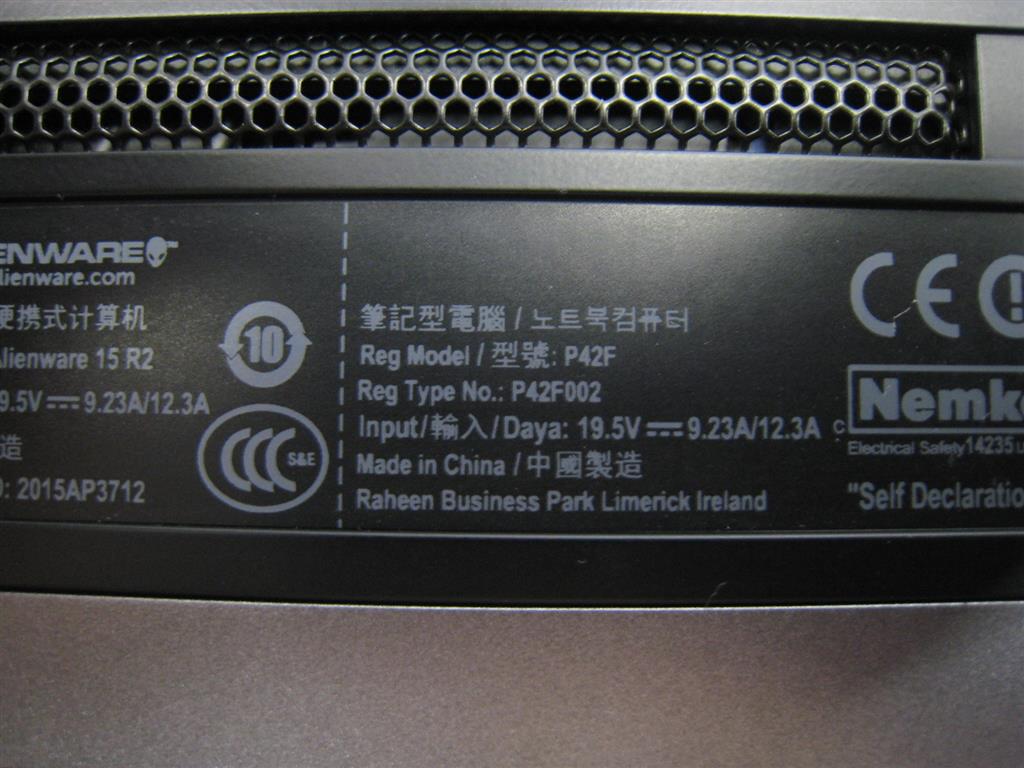 ENWARE™
lienware.com
便携式计算机
Alienware 15 R2
9.5V 9.23A/12.3A
造
D: 2015AP3712
10
CCC S&E
筆記型電腦 / 노트북컴퓨터
Reg Model / 型號: P42F
Reg Type No.: P42F002
Input/輸入/Daya: 19.5V 9.23A/12.3A
Made in China / 中國製造
Raheen Business Park Limerick Ireland
CE
Nemk
C
Electrical Safety 14235 U
"Self Declaratio